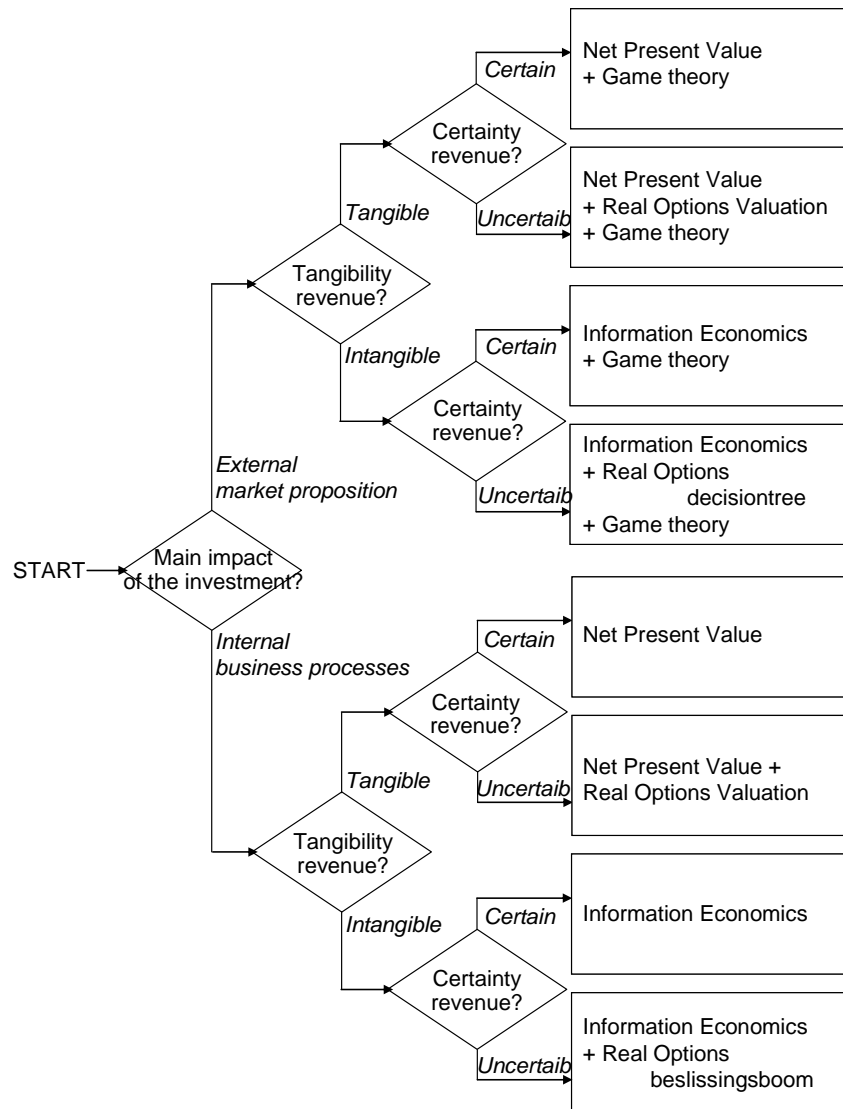 Certain
Net Present Value
+ Game theory
Certainty
revenue?
Net Present Value
+ Real Options Valuation
+ Game theory
Tangible
Uncertaib
Tangibility
revenue?
Intangible
Certain
Information Economics
+ Game theory
Certainty
revenue?
Information Economics
+ Real Options
decisiontree
+ Game theory
Uncertaib
External
market proposition
START
Main impact
of the investment?
Internal
business processes
Certain
Net Present Value
Certainty
revenue?
Net Present Value +
Real Options Valuation
Tangible
Uncertaib
Tangibility
revenue?
Intangible
Certain
Information Economics
Certainty
revenue?
Information Economics
+ Real Options
beslissingsboom
Uncertaib